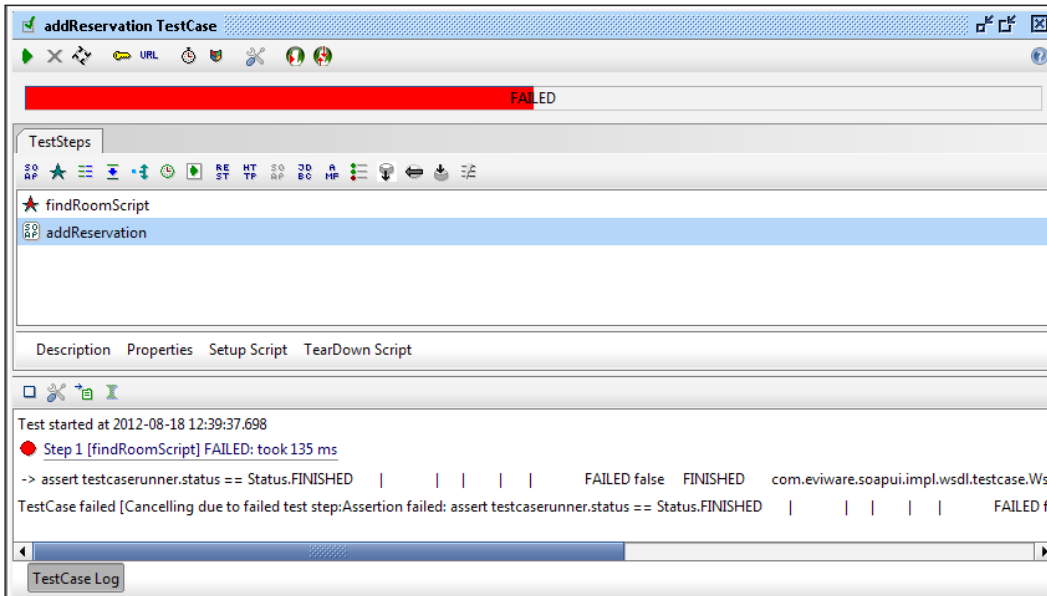 addReservation TestCase
URL
FAILED
TestSteps
SO AP RE ST HT TP SO AP JD BC A MF
findRoomScript
SO AP addReservation
Description Properties Setup Script TearDown Script
Test started at 2012-08-18 12:39:37.698
Step 1 [findRoomScript] FAILED: took 135 ms
-> assert testcaserunner.status == Status.FINISHED | | | | | FAILED false FINISHED com.eviware.soapui.impl.wsdl.testcase.Ws
TestCase failed [Cancelling due to failed test step:Assertion failed: assert testcaserunner.status == Status.FINISHED | | | | | FAILED f
TestCase Log